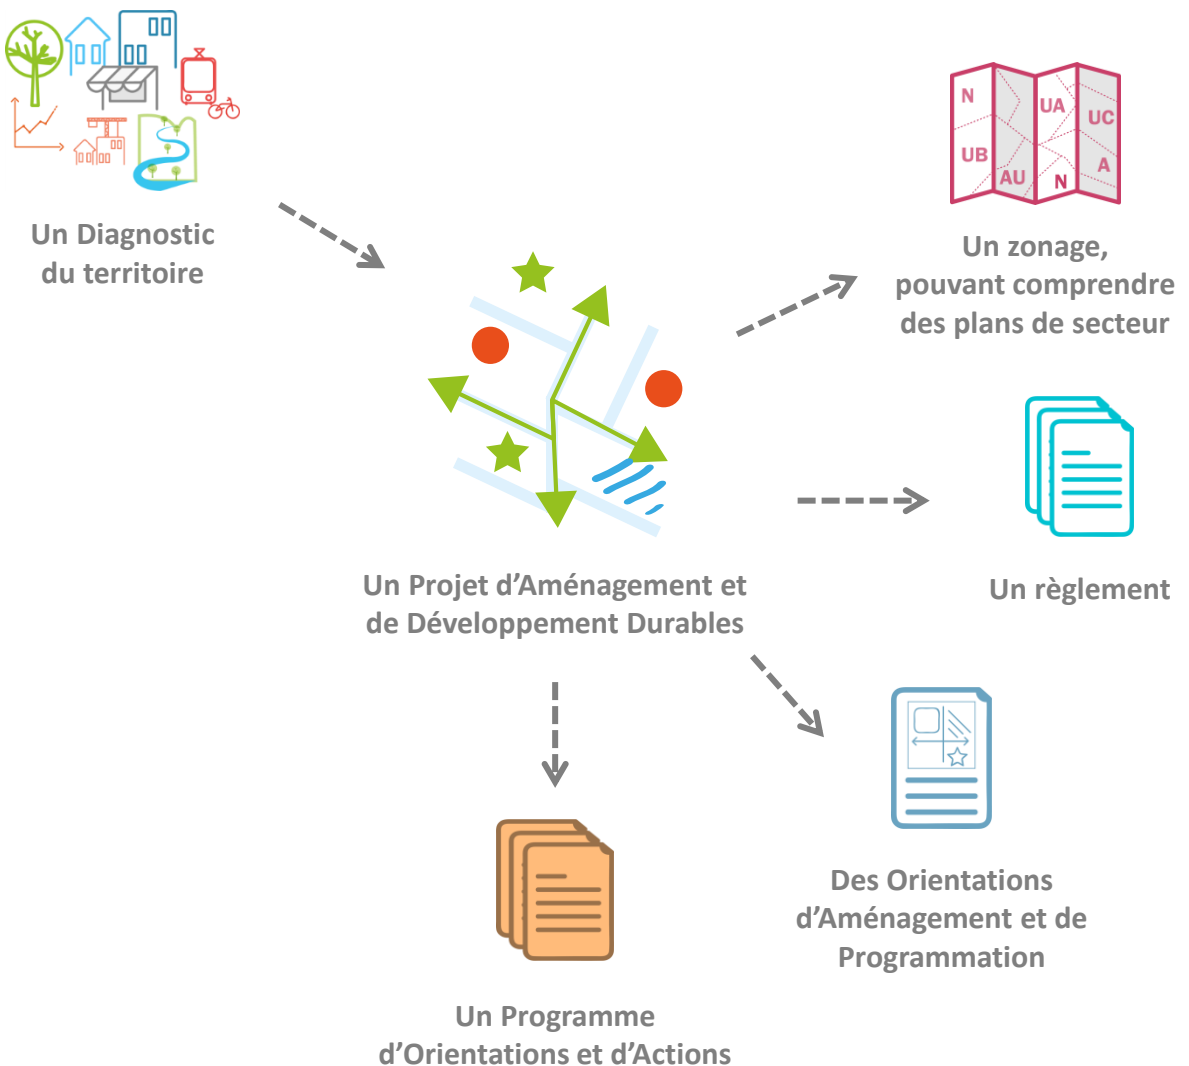 Un Diagnostic
du territoire
N
UA
UC
UB
A
AU
N
Un zonage,
pouvant comprendre
des plans de secteur
Un règlement
Un Projet d’Aménagement et
de Développement Durables
Des Orientations
d’Aménagement et de
Programmation
Un Programme
d’Orientations et d’Actions